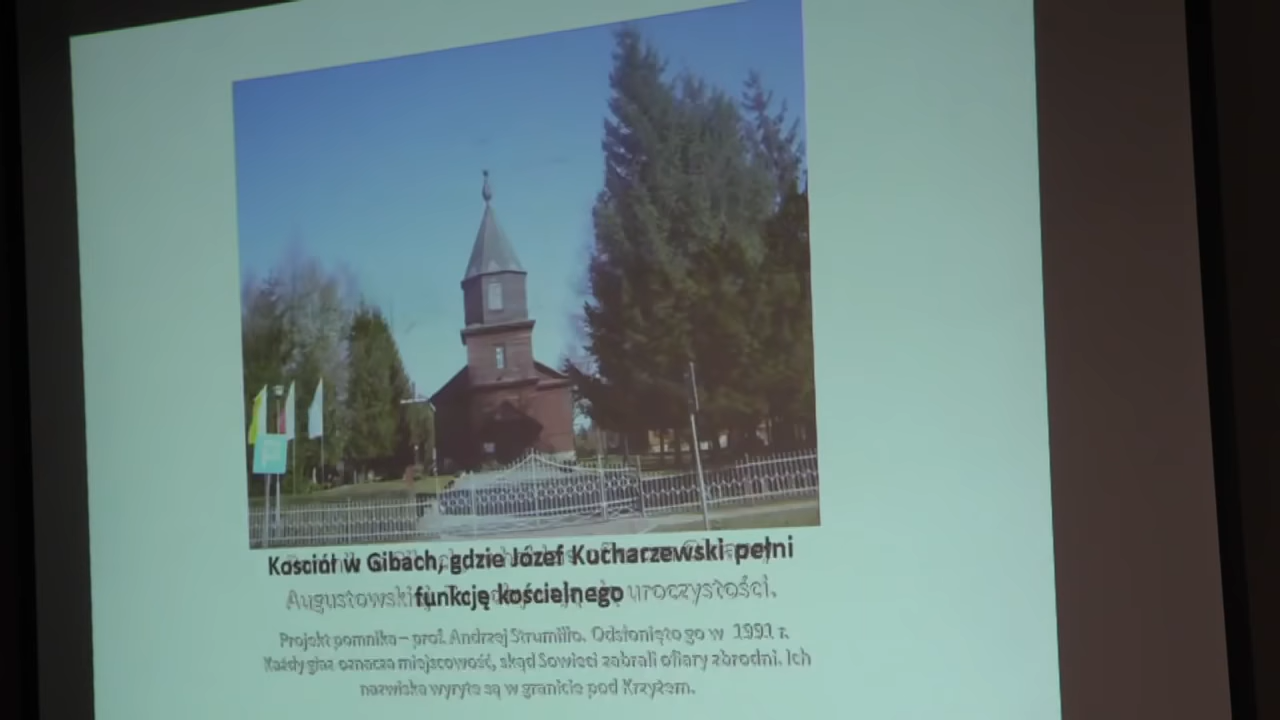 Kościół w Gibach, gdzie Józef Kucharzewski pełni
funkcję kościelnego
Augustowskiej uroczystości.
Projekt pomnika – prof. Andrzej Strumiłło. Odsłonięto go w 1991 r.
Każdy głaz oznacza miejscowość, skąd Sowieci zabrali ofiary zbrodni. Ich
nazwiska wyryte są w granicie pod Krzyżem.
P